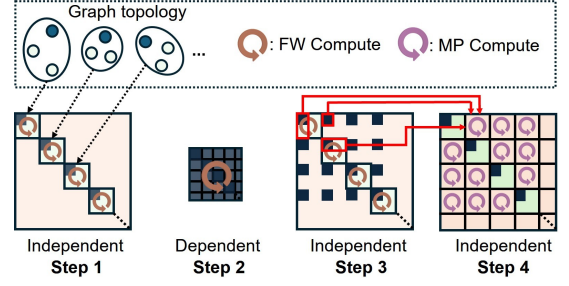 Graph topology
...
: FW Compute
: MP Compute
Independent
Step 1
Dependent
Step 2
Independent
Step 3
Independent
Step 4